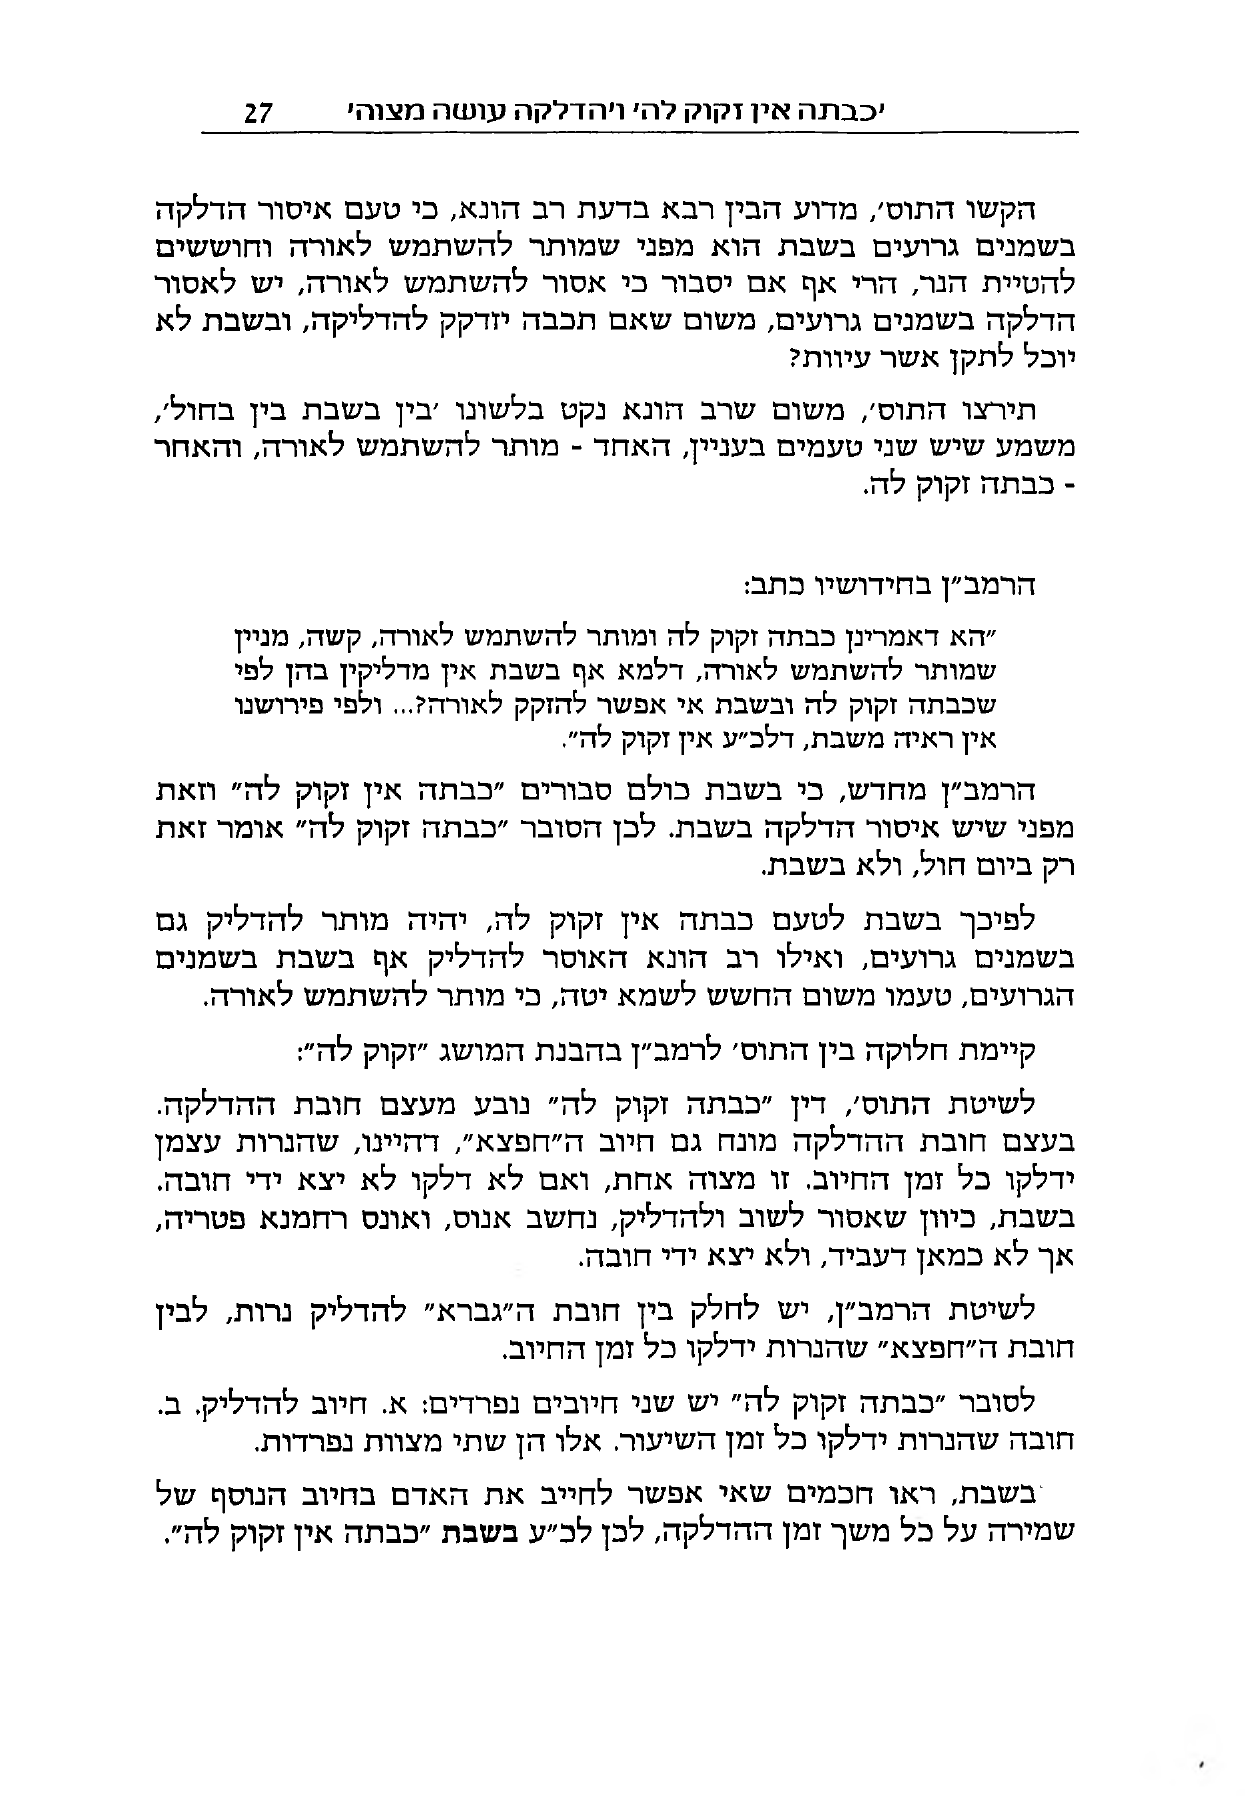 'כבתה אין זקוק לה' ו'הדלקה עושה מצוה' 27
הקשו התוס', מדוע הבין רבא בדעת רב הונא, כי טעם איסור הדלקה
בשמנים גרועים בשבת הוא מפני שמותר להשתמש לאורה וחוששים
להטיית הנר, הרי אף אם יסבור כי אסור להשתמש לאורה, יש לאסור
הדלקה בשמנים גרועים, משום שאם תכבה יזדקק להדליקה, ובשבת לא
יוכל לתקן אשר עיוות?
תירצו התוס', משום שרב הונא נקט בלשונו 'בין בשבת בין בחול',
משמע שיש שני טעמים בעניין, האחד - מותר להשתמש לאורה, והאחר
- כבתה זקוק לה.
הרמב"ן בחידושיו כתב:
"הא דאמרינן כבתה זקוק לה ומותר להשתמש לאורה, קשה, מניין
שמותר להשתמש לאורה, דלמא אף בשבת אין מדליקין בהן לפי
שכבתה זקוק לה ובשבת אי אפשר להזקק לאורה?... ולפי פירושנו
אין ראיה משבת, דלכ"ע אין זקוק לה".
הרמב"ן מחדש, כי בשבת כולם סבורים "כבתה אין זקוק לה" וזאת
מפני שיש איסור הדלקה בשבת. לכן הסובר "כבתה זקוק לה" אומר זאת
רק ביום חול, ולא בשבת.
לפיכך בשבת לטעם כבתה אין זקוק לה, יהיה מותר להדליק גם
בשמנים גרועים, ואילו רב הונא האוסר להדליק אף בשבת בשמנים
הגרועים, טעמו משום החשש לשמא יטה, כי מותר להשתמש לאורה.
קיימת חלוקה בין התוס' לרמב"ן בהבנת המושג "זקוק לה":
לשיטת התוס', דין "כבתה זקוק לה" נובע מעצם חובת ההדלקה.
בעצם חובת ההדלקה מונח גם חיוב ה"חפצא", דהיינו, שהנרות עצמן
ידלקו כל זמן החיוב. זו מצוה אחת, ואם לא דלקו לא יצא ידי חובה.
בשבת, כיוון שאסור לשוב ולהדליק, נחשב אנוס, ואונס רחמנא פטריה,
אך לא כמאן דעביד, ולא יצא ידי חובה.
לשיטת הרמב"ן, יש לחלק בין חובת ה"גברא" להדליק נרות, לבין
חובת ה"חפצא" שהנרות ידלקו כל זמן החיוב.
לסובר "כבתה זקוק לה" יש שני חיובים נפרדים: א. חיוב להדליק. ב.
חובה שהנרות ידלקו כל זמן השיעור. אלו הן שתי מצוות נפרדות.
בשבת, ראו חכמים שאי אפשר לחייב את האדם בחיוב הנוסף של
שמירה על כל משך זמן ההדלקה, לכן לכ"ע בשבת "כבתה אין זקוק לה".